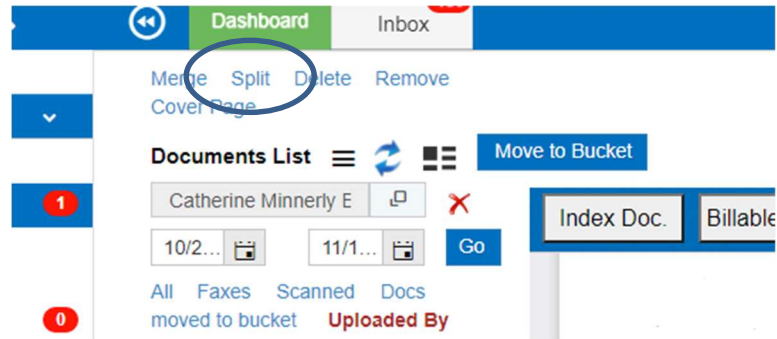 Dashboard Inbox
Merge Split Delete Remove
Cover Page
Documents List Move to Bucket
1 Catherine Minnerly E Index Doc. Billable
10/2... 11/1... Go
All Faxes Scanned Docs
0 moved to bucket Uploaded By